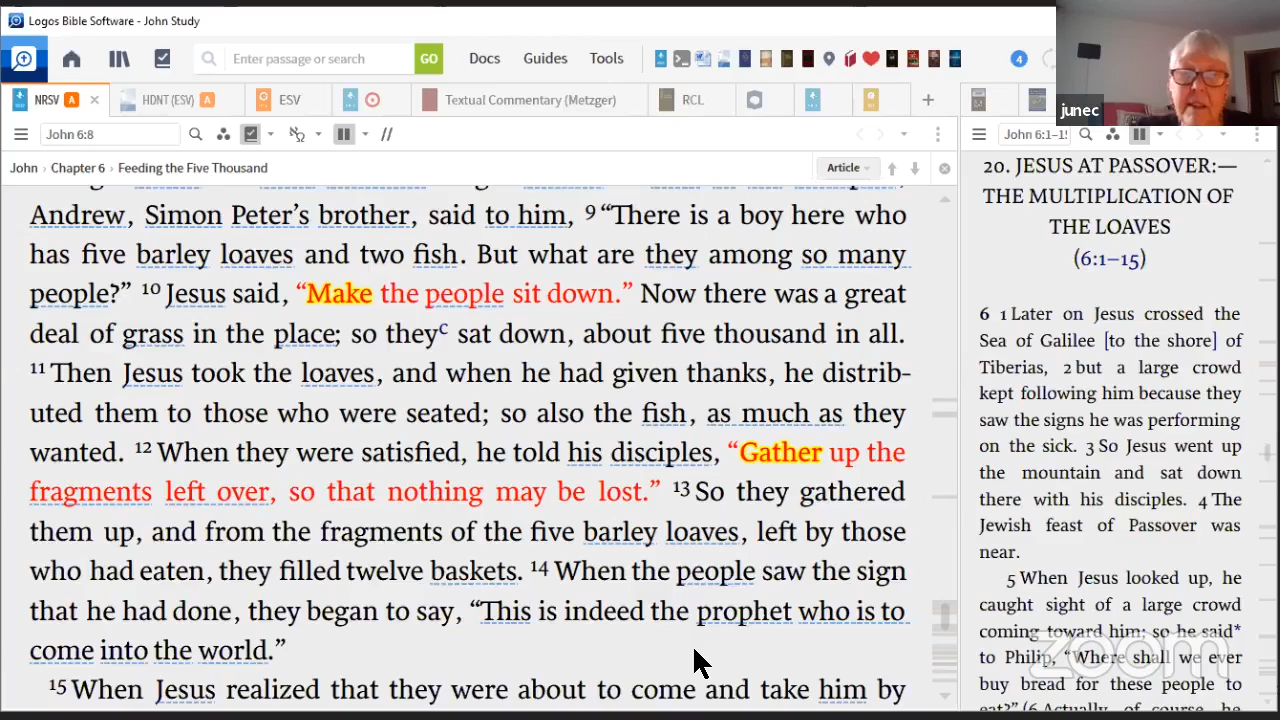 Logos Bible Software - John Study
Enter passage or search
GO
Docs
Guides
Tools
4
NRSV A
HDNT (ESV) A
ESV
Textual Commentary (Metzger)
RCL
junec
John 6:8
John › Chapter 6 › Feeding the Five Thousand
Article
Andrew, Simon Peter’s brother, said to him, 9 “There is a boy here who
has five barley loaves and two fish. But what are they among so many
people?” 10 Jesus said, “Make the people sit down.” Now there was a great
deal of grass in the place; so theyc sat down, about five thousand in all.
11 Then Jesus took the loaves, and when he had given thanks, he distrib-
uted them to those who were seated; so also the fish, as much as they
wanted. 12 When they were satisfied, he told his disciples, “Gather up the
fragments left over, so that nothing may be lost.” 13 So they gathered
them up, and from the fragments of the five barley loaves, left by those
who had eaten, they filled twelve baskets. 14 When the people saw the sign
that he had done, they began to say, “This is indeed the prophet who is to
come into the world.”
15 When Jesus realized that they were about to come and take him by
John 6:1–15
20. JESUS AT PASSOVER:—
THE MULTIPLICATION OF
THE LOAVES
(6:1–15)
6 1 Later on Jesus crossed the
Sea of Galilee [to the shore] of
Tiberias, 2 but a large crowd
kept following him because they
saw the signs he was performing
on the sick. 3 So Jesus went up
the mountain and sat down
there with his disciples. 4 The
Jewish feast of Passover was
near.
5 When Jesus looked up, he
caught sight of a large crowd
coming toward him; so he said*
to Philip, “Where shall we ever
buy bread for these people to
eat?” (6 Actually, of course, he
zoom